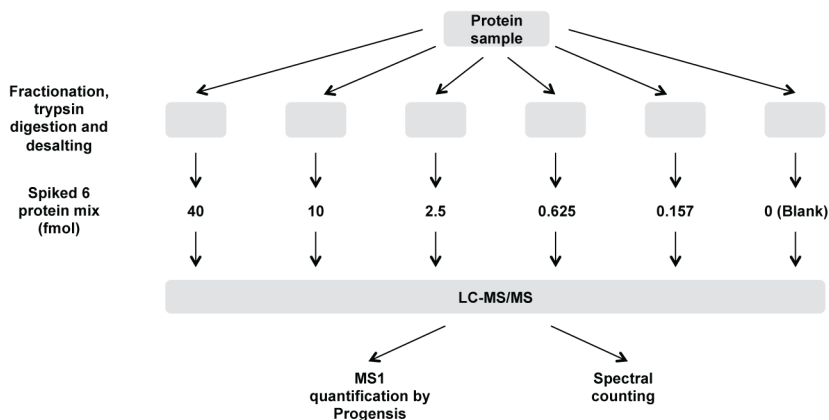 Protein
sample
Fractionation,
trypsin
digestion and
desalting
Spiked 6
protein mix
(fmol)
40
10
2.5
0.625
0.157
0 (Blank)
LC-MS/MS
MS1
quantification by
Progensis
Spectral
counting